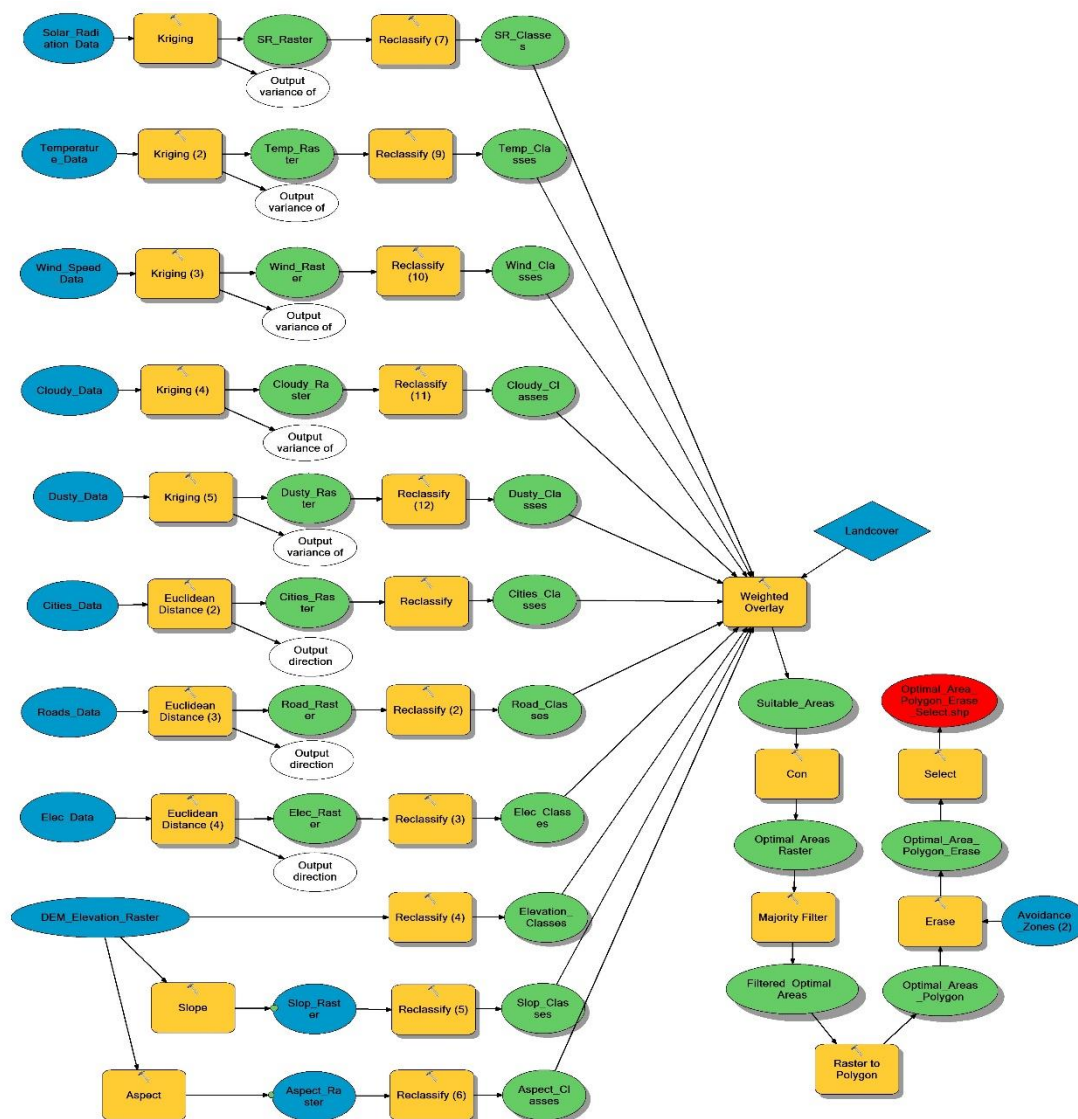 Solar_Radi
ation_Data
Kriging
SR_Raster
Reclassify (7)
SR_Classe
s
Output
variance of
Temperatur
e_Data
Kriging (2)
Temp_Ras
ter
Reclassify (9)
Temp_Cla
sses
Output
variance of
Wind_Speed
Data
Kriging (3)
Wind_Rast
er
Reclassify
(10)
Wind_Cla
sses
Output
variance of
Cloudy_Data
Kriging (4)
Cloudy_Ra
ster
Reclassify
(11)
Cloudy_Cl
asses
Output
variance of
Dusty_Data
Kriging (5)
Dusty_Ras
ter
Reclassify
(12)
Dusty_Cla
sses
Output
variance of
Landcover
Cities_Data
Euclidean
Distance (2)
Cities_Ras
ter
Reclassify
Cities_Cla
sses
Weighted
Overlay
Output
direction
Roads_Data
Euclidean
Distance (3)
Road_Ras
ter
Reclassify (2)
Road_Clas
ses
Output
direction
Suitable_Areas
Optimal_Area_
Polygon_Erase
_Select.shp
Con
Select
Elec_Data
Euclidean
Distance (4)
Elec_Rast
er
Reclassify (3)
Elec_Class
es
Output
direction
Optimal_Areas
Raster
Optimal_Area_
Polygon_Erase
DEM_Elevation_Raster
Reclassify (4)
Elevation_
Classes
Majority Filter
Erase
Avoidance
_Zones (2)
Slope
Slop_Rast
er
Reclassify (5)
Slop_Clas
ses
Filtered_Optimal
Areas
Optimal_Areas
_Polygon
Raster to
Polygon
Aspect
Aspect_Ra
ster
Reclassify (6)
Aspect_Cl
asses